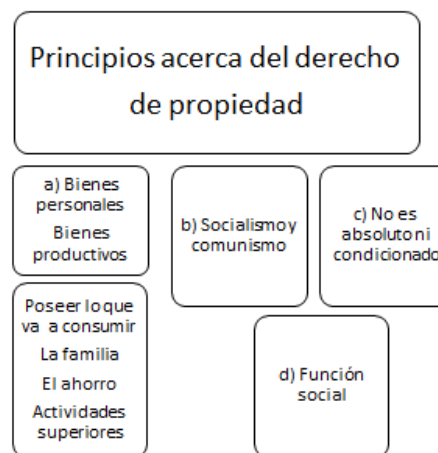 Principios acerca del derecho
de propiedad
a) Bienes
personales
Bienes
productivos
b) Socialismo y
comunismo
c) No es
absoluto ni
condicionado
Poseer lo que
va a consumir
La familia
El ahorro
Actividades
superiores
d) Función
social